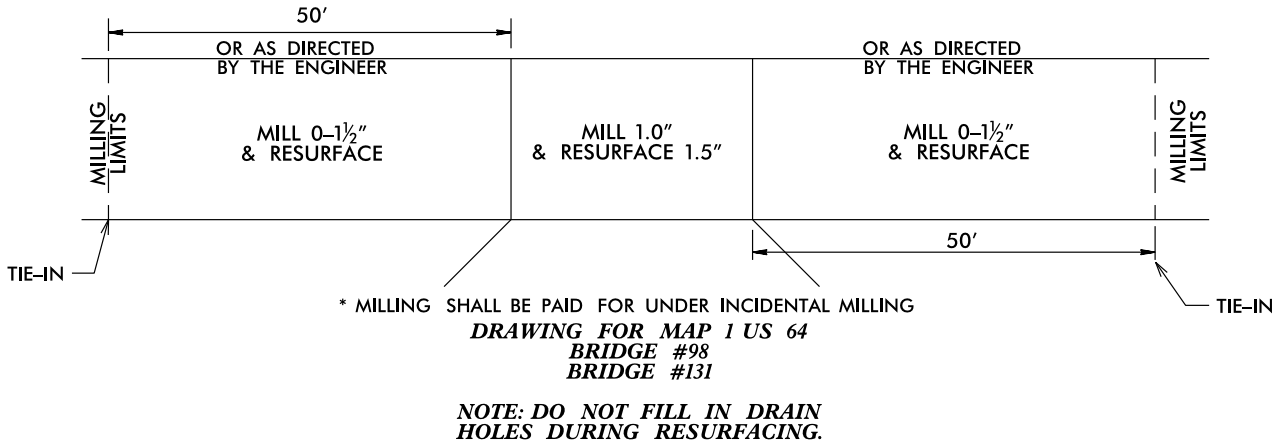 50'
OR AS DIRECTED
BY THE ENGINEER
OR AS DIRECTED
BY THE ENGINEER
MILLING
LIMITS
MILL 0–1½"
& RESURFACE
MILL 1.0"
& RESURFACE 1.5"
MILL 0–1½"
& RESURFACE
MILLING
LIMITS
50'
TIE–IN
TIE–IN
* MILLING SHALL BE PAID FOR UNDER INCIDENTAL MILLING
DRAWING FOR MAP 1 US 64
BRIDGE #98
BRIDGE #131
NOTE: DO NOT FILL IN DRAIN
HOLES DURING RESURFACING.